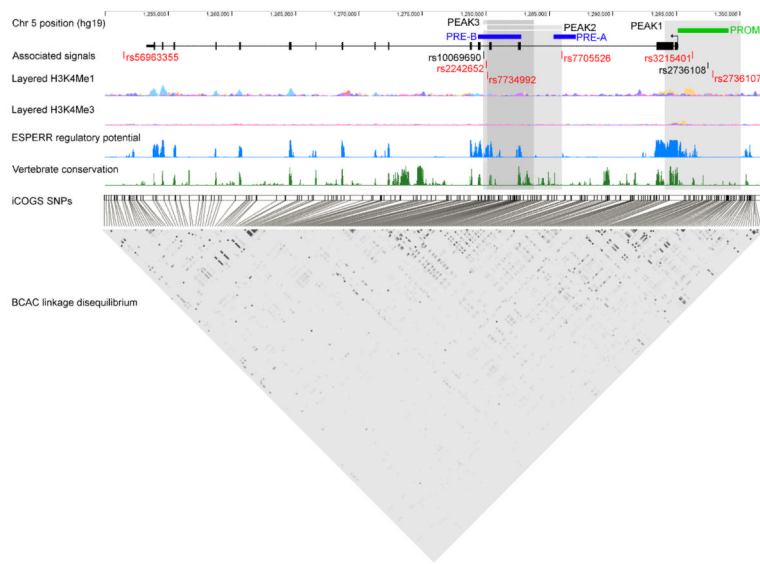 Chr 5 position (hg19)
1,255,000 1,260,000 1,265,000 1,270,000 1,275,000 1,280,000 1,285,000 1,290,000 1,295,000 1,300,000
PEAK3 PEAK2 PEAK1
PRE-B PRE-A PROM
Associated signals
rs56963355 rs10069690 rs7705526 rs3215401
rs2242652 rs2736108
rs7734992 rs2736107
Layered H3K4Me1
Layered H3K4Me3
ESPERR regulatory potential
Vertebrate conservation
iCOGS SNPs
BCAC linkage disequilibrium